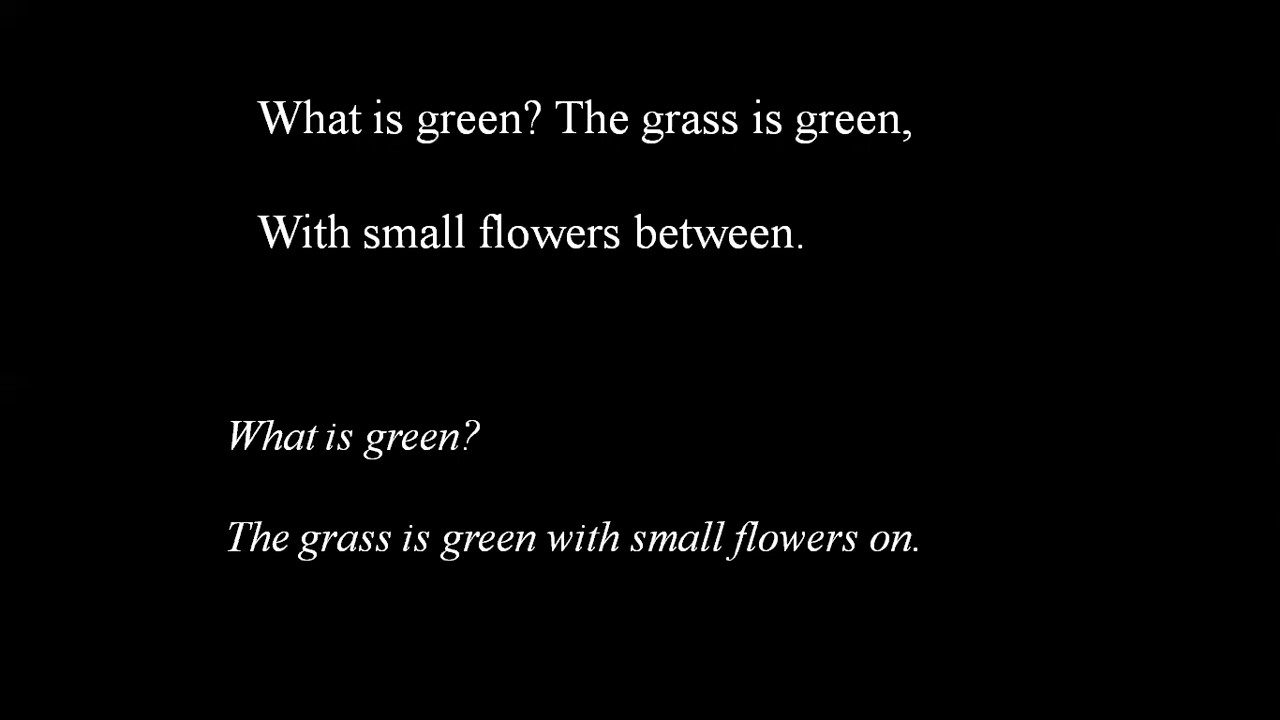 What is green? The grass is green,
With small flowers between.
What is green?
The grass is green with small flowers on.